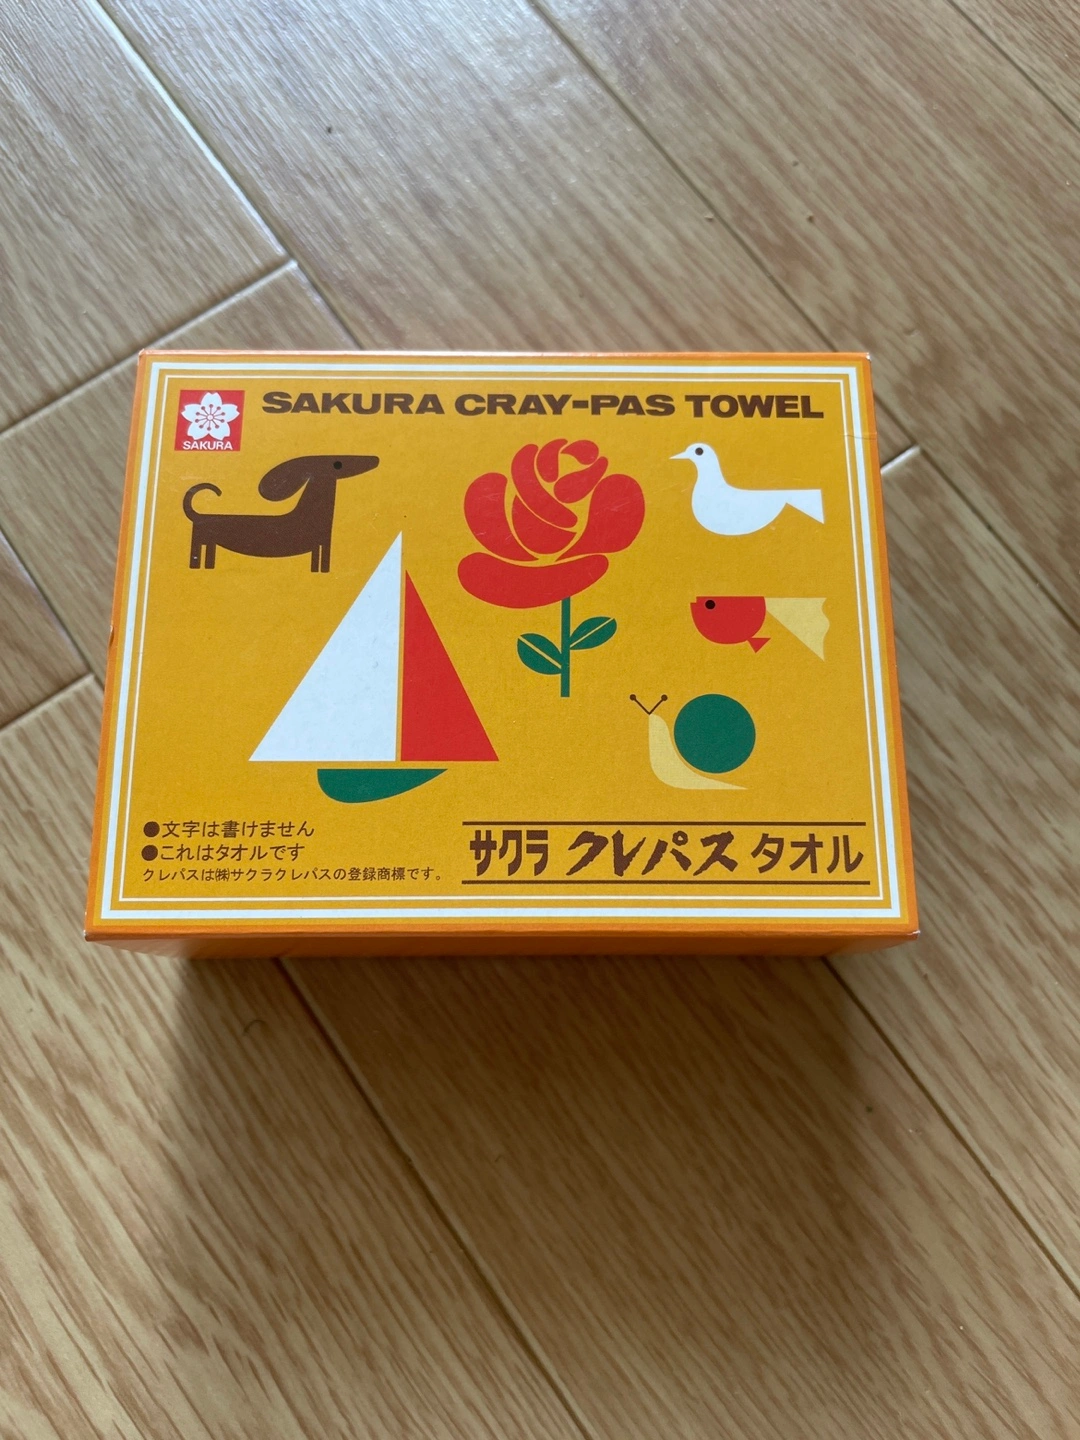 SAKURA CRAY-PAS TOWEL
SAKURA
●文字は書けません
●これはタオルです
クレパスは㈱サクラクレパスの登録商標です。
サクラ クレパス タオル